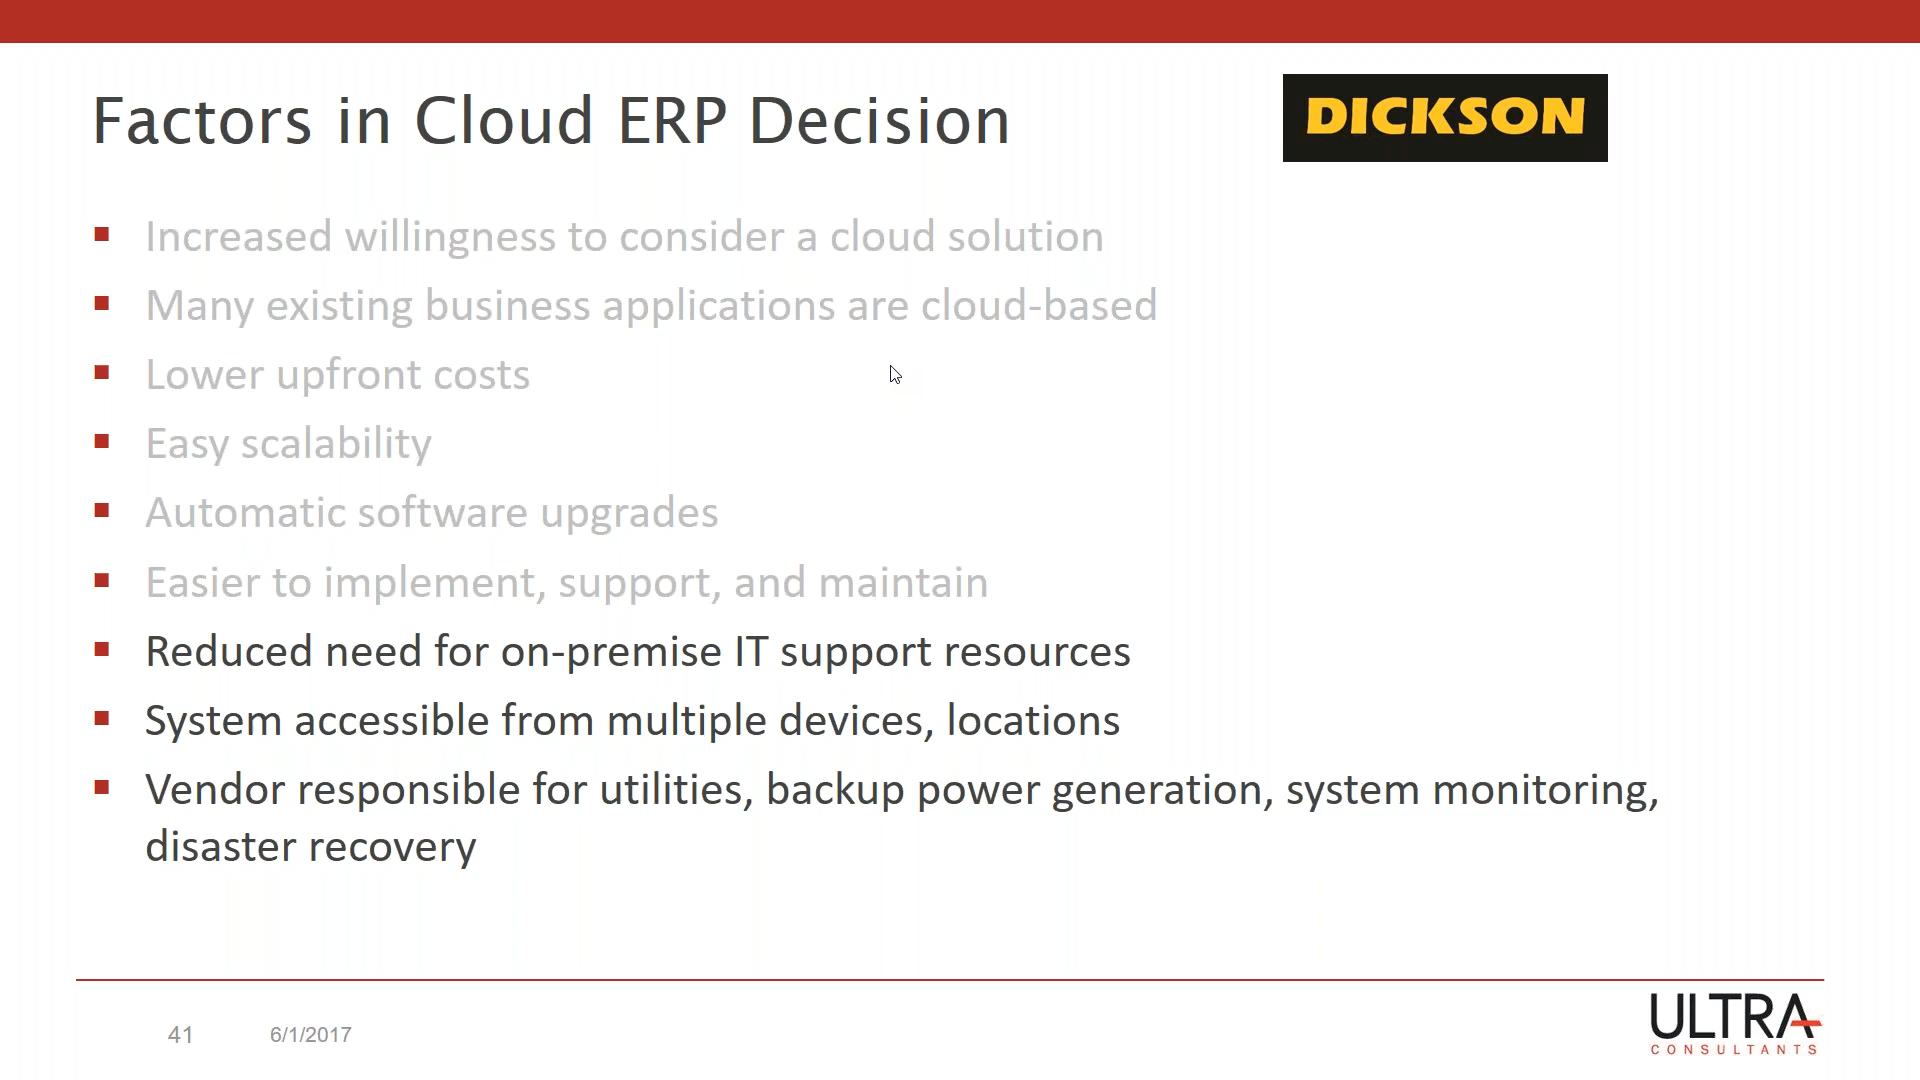 Factors in Cloud ERP Decision
DICKSON
▪ Increased willingness to consider a cloud solution
▪ Many existing business applications are cloud-based
▪ Lower upfront costs
▪ Easy scalability
▪ Automatic software upgrades
▪ Easier to implement, support, and maintain
▪ Reduced need for on-premise IT support resources
▪ System accessible from multiple devices, locations
▪ Vendor responsible for utilities, backup power generation, system monitoring,
disaster recovery
41 6/1/2017
ULTRA
CONSULTANTS